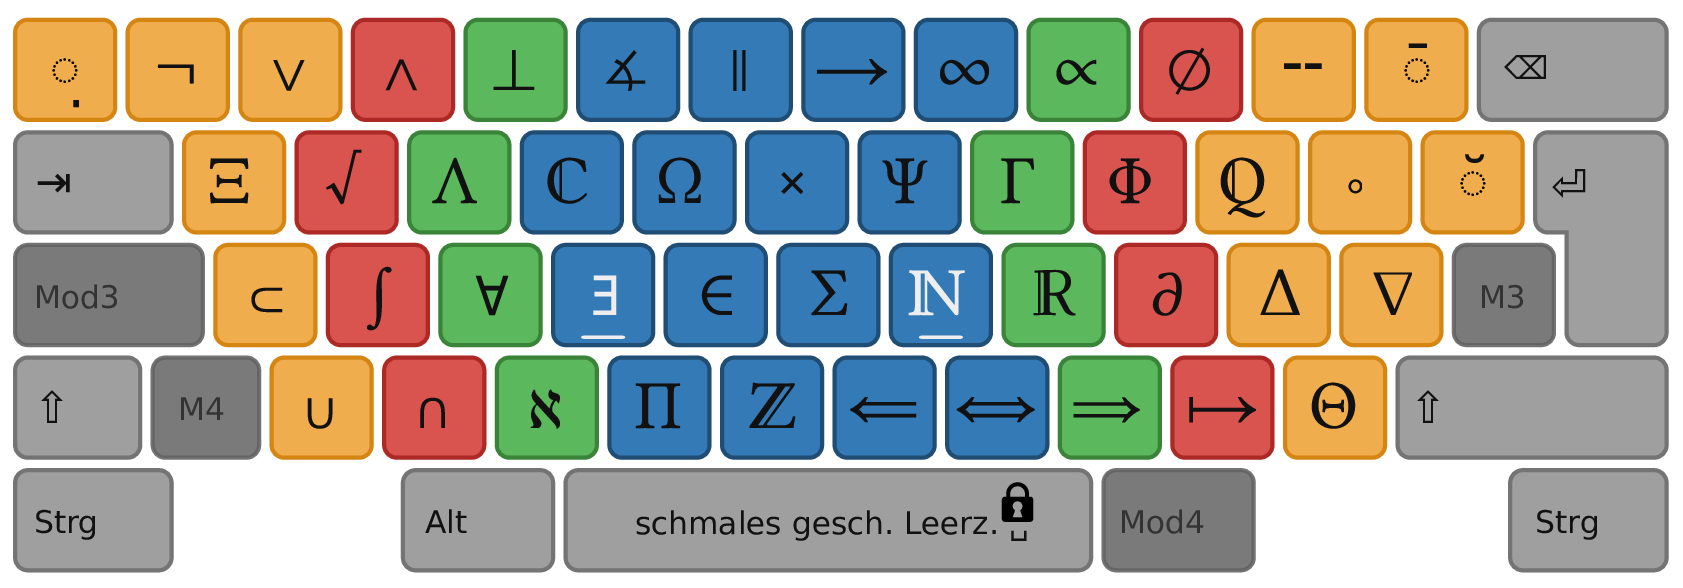 ◌̣ ¬ ∨ ∧ ⊥ ∡ ∥ ⟶ ∞ ∝ ∅ ╌ ◌̄ ⌫
⇥ Ξ √ Λ ℂ Ω × Ψ Γ Φ ℚ ∘ ◌̆ ⏎
Mod3 ⊂ ∫ ∀ ∃ ∈ Σ ℕ ℝ ∂ Δ ∇ M3
⇧ M4 ∪ ∩ ℵ Π ℤ ⟸ ⟺ ⟹ ⟼ Θ ⇧
Strg Alt schmales gesch. Leerz. ␣ Mod4 Strg